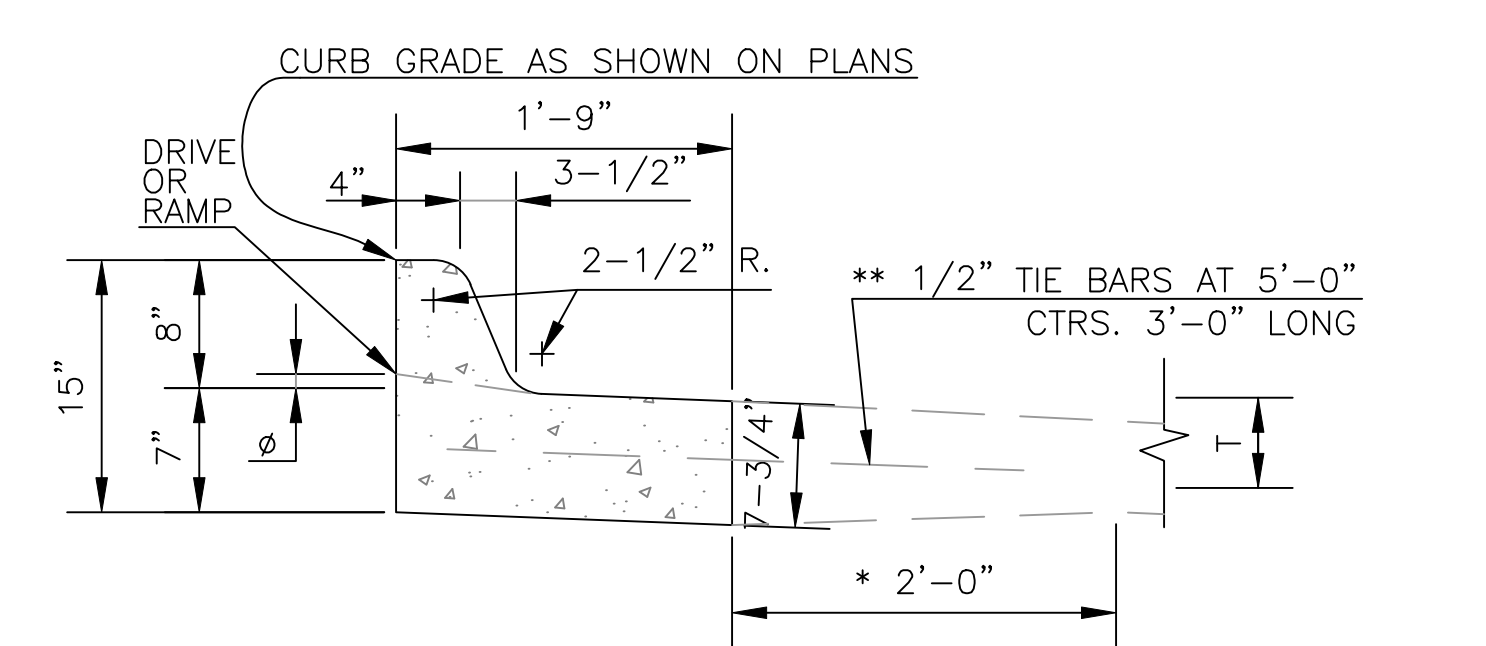 CURB GRADE AS SHOWN ON PLANS
1'-9"
DRIVE
OR
RAMP
4"
3-1/2"
2-1/2" R.
** 1/2" TIE BARS AT 5'-0"
CTRS. 3'-0" LONG
8"
15"
7"
ø
7-3/4"
T
* 2'-0"